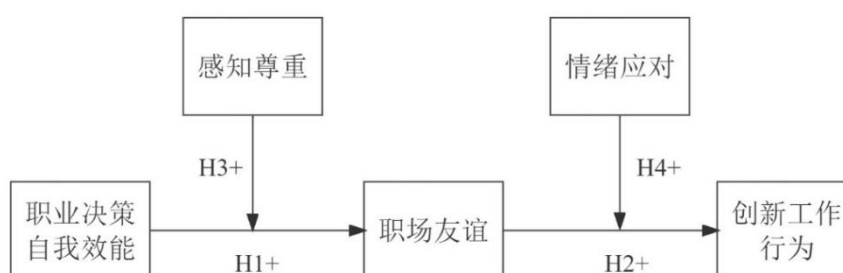 感知尊重
情绪应对
H3+
H4+
职业决策
自我效能
职场友谊
创新工作
行为
H1+
H2+